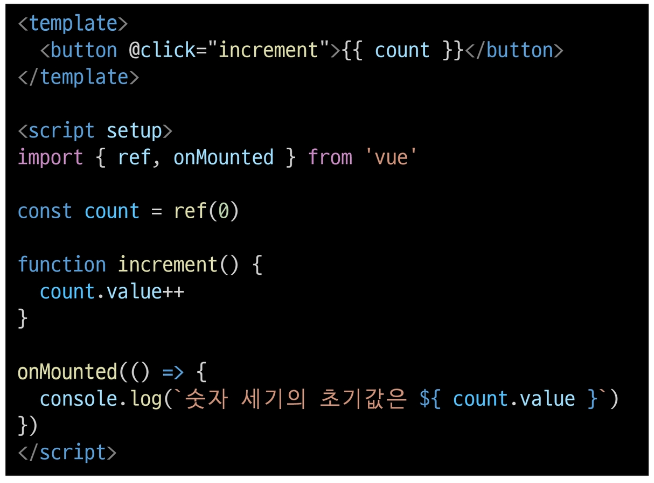 <template>
  <button @click="increment">{{ count }}</button>
</template>

<script setup>
import { ref, onMounted } from 'vue'

const count = ref(0)

function increment() {
  count.value++
}

onMounted(() => {
  console.log(`숫자 세기의 초기값은 ${ count.value }`)
})
</script>